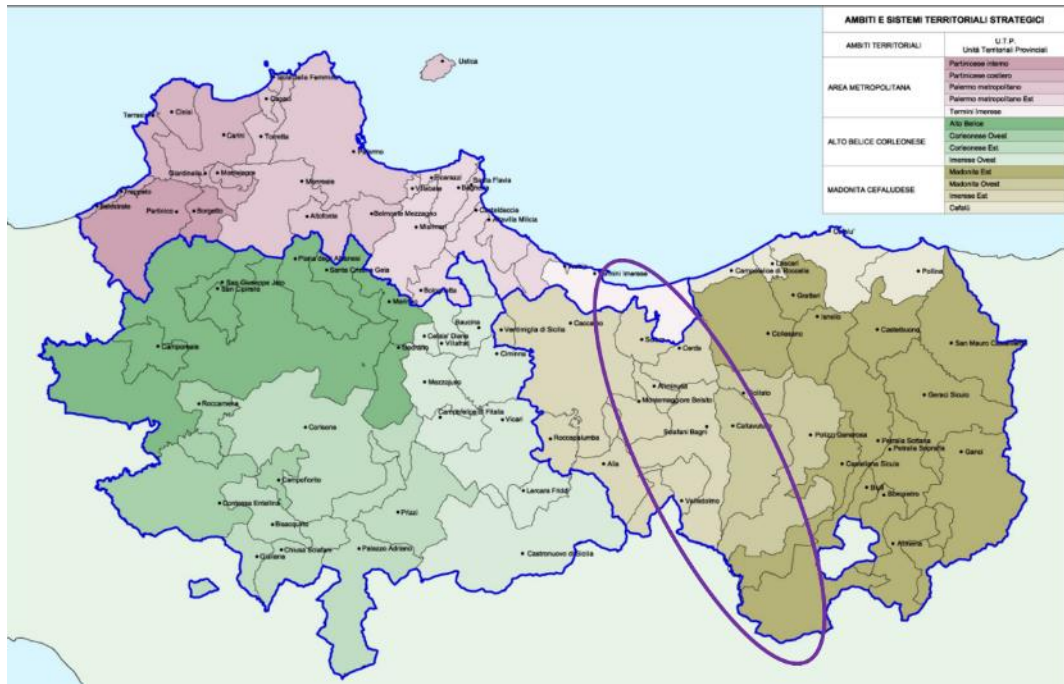 AMBITI E SISTEMI TERRITORIALI STRATEGICI
AMBITI TERRITORIALI
U.T.P.
Unità Territoriali Provinciali
AREA METROPOLITANA
Partinicese interno
Partinicese costiero
Palermo metropolitano
Palermo metropolitano Est
Termini Imerese
ALTO BELICE CORLEONESE
Alto Belice
Corleonese Ovest
Corleonese Est
Imerese Ovest
MADONITA CEFALUDESE
Madonita Est
Madonita Ovest
Imerese Est
Cefalù
Ustica
Isola delle Femmine
Capaci
Cinisi
Terrasini
Carini
Torretta
Palermo
Giardinello
Montelepre
Monreale
Ficarazzi
Santa Flavia
Villabate
Bagheria
Trappeto
Balestrate
Partinico
Borgetto
Altofonte
Belmonte Mezzagno
Casteldaccia
Altavilla Milicia
Misilmeri
Cefalu'
Piana degli Albanesi
Santa Cristina Gela
Termini Imerese
Lascari
Campofelice di Roccella
Pollina
San Giuseppe Jato
San Cipirello
Marineo
Bolognetta
Gratteri
Isnello
Baucina
Ventimiglia di Sicilia
Caccamo
Collesano
Castelbuono
Camporeale
Godrano
Cefala' Diana
Villafrati
Ciminna
Cerda
San Mauro
Mezzojuso
Aliminusa
Montemaggiore Belsito
Scillato
Geraci Siculo
Roccamena
Corleone
Campofelice di Fitalia
Vicari
Sclafani Bagni
Caltavuturo
Polizzi Generosa
Petralia Sottana
Petralia Soprana
Gangi
Roccapalumba
Alia
Castellana Sicula
Campofiorito
Lercara Friddi
Valledolmo
Blufi
Bompietro
Contessa Entellina
Prizzi
Bisacquino
Alimena
Giuliana
Chiusa Sclafani
Palazzo Adriano
Castronuovo di Sicilia